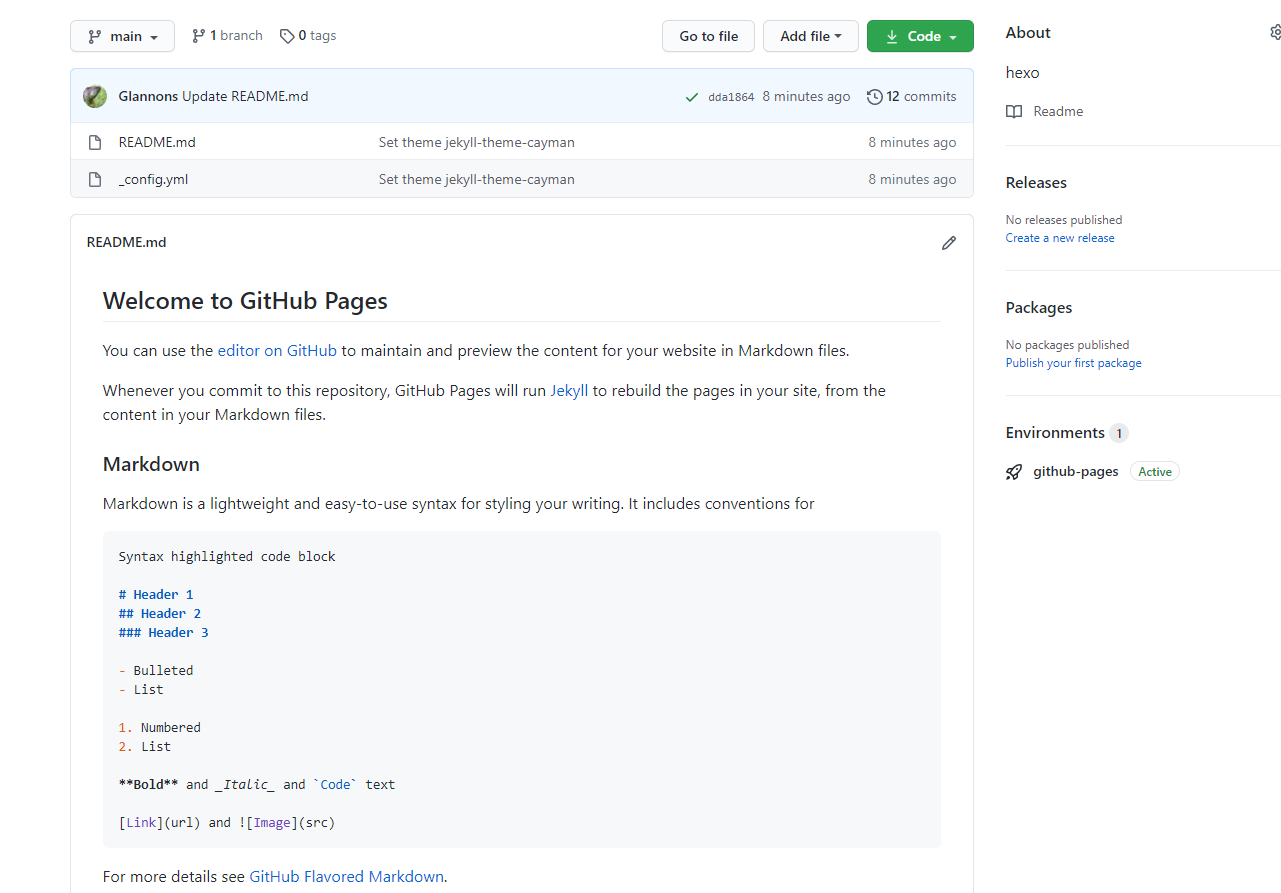 main
1 branch
0 tags
Go to file
Add file
Code
Glannons Update README.md
dda1864 8 minutes ago
12 commits
README.md Set theme jekyll-theme-cayman 8 minutes ago
_config.yml Set theme jekyll-theme-cayman 8 minutes ago
README.md
Welcome to GitHub Pages
You can use the editor on GitHub to maintain and preview the content for your website in Markdown files.
Whenever you commit to this repository, GitHub Pages will run Jekyll to rebuild the pages in your site, from the
content in your Markdown files.
Markdown
Markdown is a lightweight and easy-to-use syntax for styling your writing. It includes conventions for
Syntax highlighted code block
# Header 1
## Header 2
### Header 3
- Bulleted
- List
1. Numbered
2. List
**Bold** and _Italic_ and `Code` text
[Link](url) and ![Image](src)
For more details see GitHub Flavored Markdown.
About
hexo
Readme
Releases
No releases published
Create a new release
Packages
No packages published
Publish your first package
Environments 1
github-pages Active